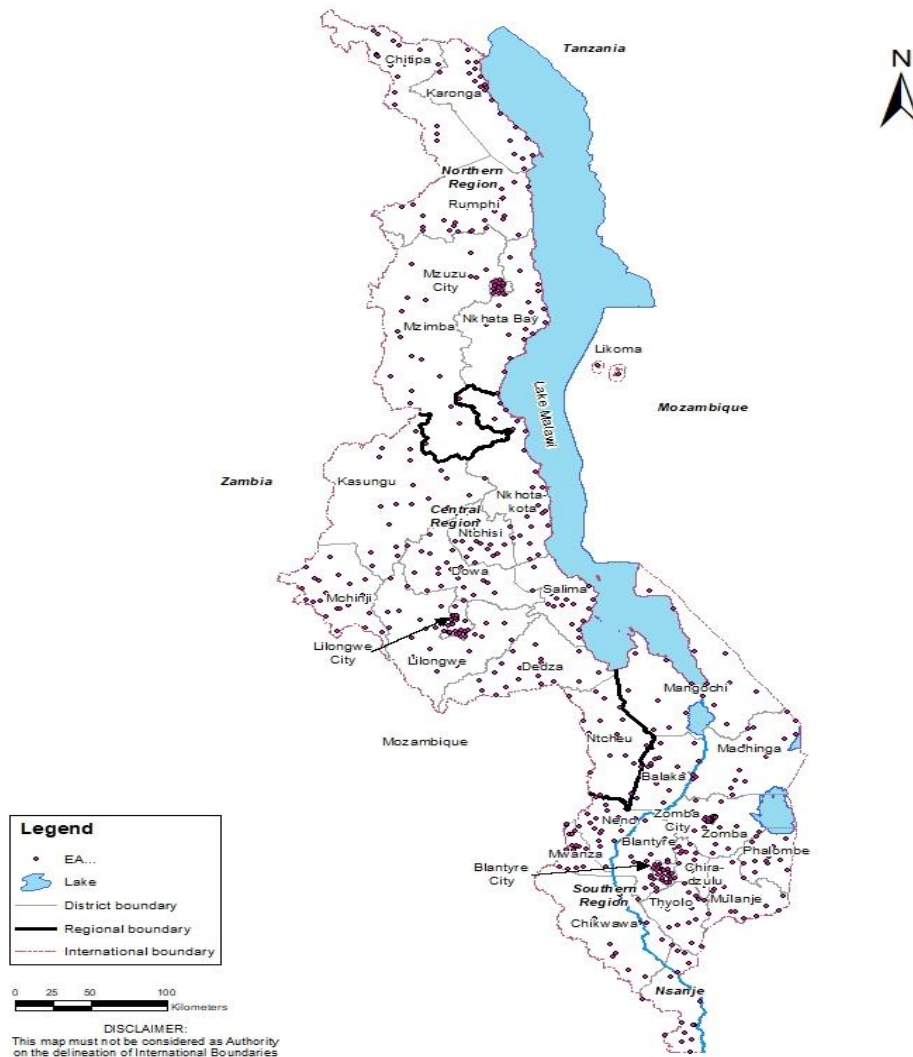 Tanzania
N
Chitipa
Karonga
Northern
Region
Rumphi
Mzuzu
City
Nkhata Bay
Mzimba
Likoma
Lake Malawi
Mozambique
Zambia
Kasungu
Nkhota-
kota
Central
Region
Ntchisi
Dowa
Mchinji
Salima
Lilongwe
City
Lilongwe
Dedza
Mangochi
Mozambique
Ntcheu
Machinga
Balaka
Neno
Zomba
City
Zomba
Blantyre
Phalombe
Mwanza
Blantyre
City
Chira-
dzulu
Southern
Region
Thyolo
Mulanje
Chikwawa
Nsanje
Legend
EA...
Lake
District boundary
Regional boundary
International boundary
0 25 50 100
Kilometers
DISCLAIMER:
This map must not be considered as Authority
on the delineation of International Boundaries